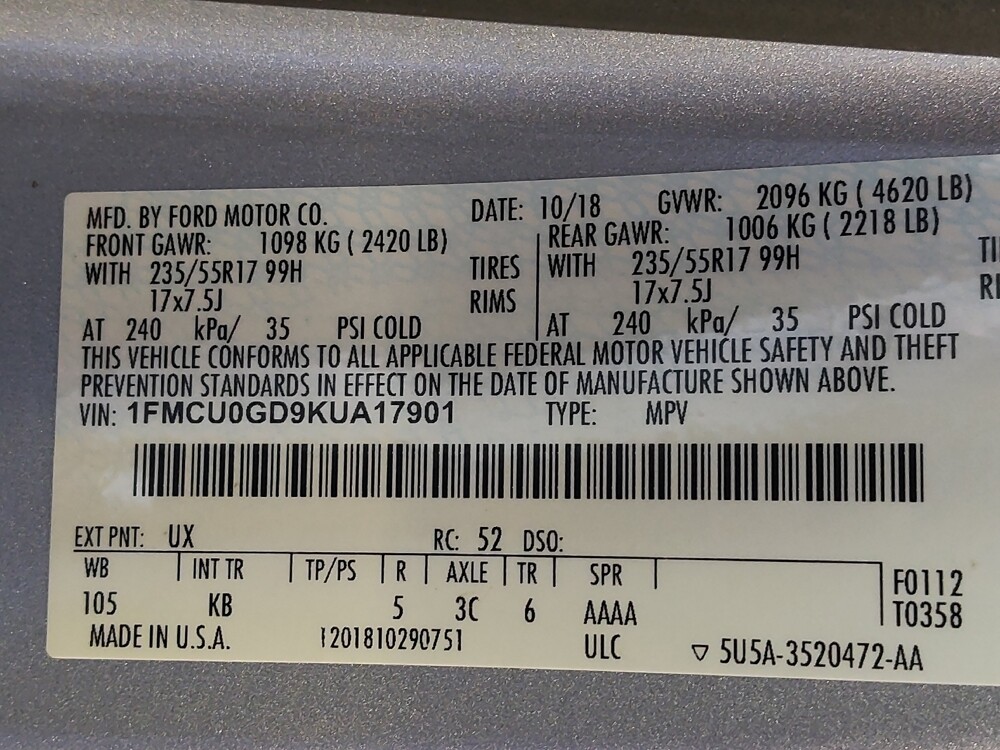 MFD. BY FORD MOTOR CO. DATE: 10/18 GVWR: 2096 KG ( 4620 LB)
FRONT GAWR: 1098 KG ( 2420 LB) REAR GAWR: 1006 KG ( 2218 LB)
WITH 235/55R17 99H TIRES WITH 235/55R17 99H TI
17x7.5J RIMS 17x7.5J RI
AT 240 kPa/ 35 PSI COLD AT 240 kPa/ 35 PSI COLD
THIS VEHICLE CONFORMS TO ALL APPLICABLE FEDERAL MOTOR VEHICLE SAFETY AND THEFT
PREVENTION STANDARDS IN EFFECT ON THE DATE OF MANUFACTURE SHOWN ABOVE.
VIN: 1FMCU0GD9KUA17901 TYPE: MPV
EXT PNT: UX RC: 52 DSO:
WB INT TR TP/PS R AXLE TR SPR F0112
105 KB 5 3C 6 AAAA T0358
MADE IN U.S.A. 1201810290751 ULC ▽ 5U5A-3520472-AA